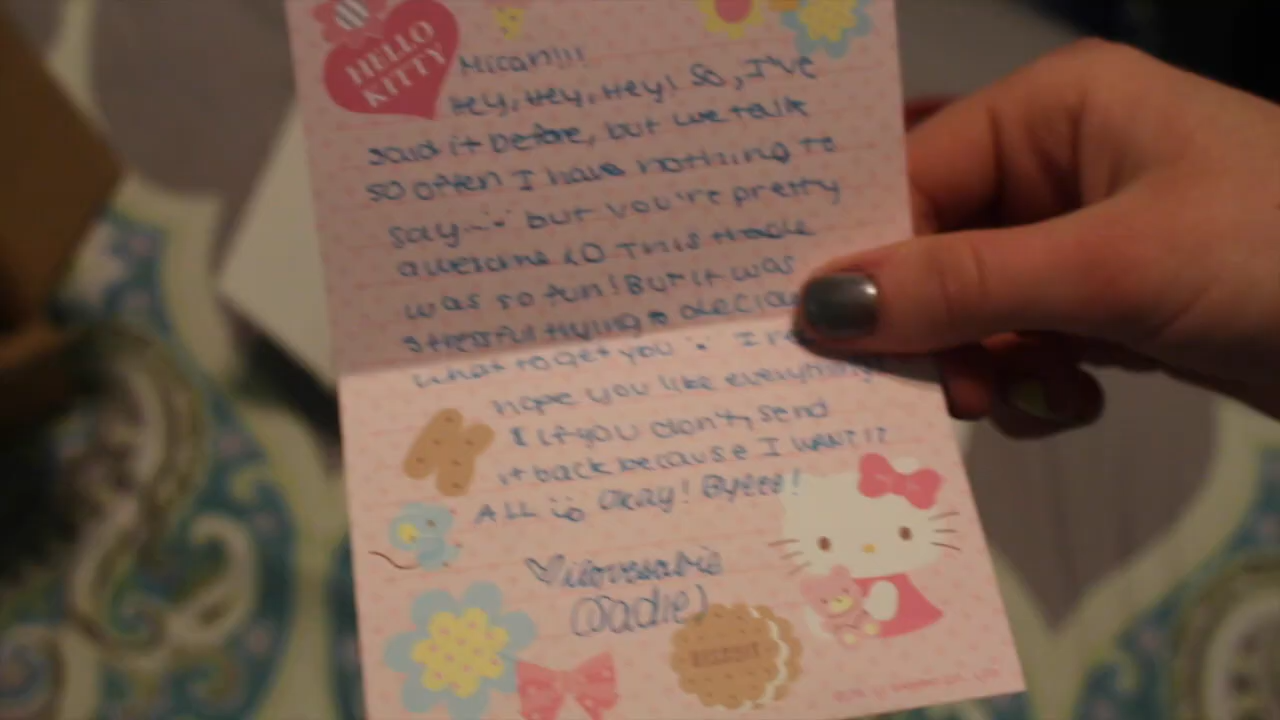 HELLO
KITTY
Micah!!!
Hey, Hey, Hey! So, I've
said it before, but we talk
so often I have nothing to
say but you're pretty
awesome <D This trade
was so fun! But it was
stressful trying to
what to get you I
hope you like everything
& if you don't, send
it back because I WANT IT
ALL Okay! Byeee!
♡ilovesadie
(Sadie)
BISCUIT